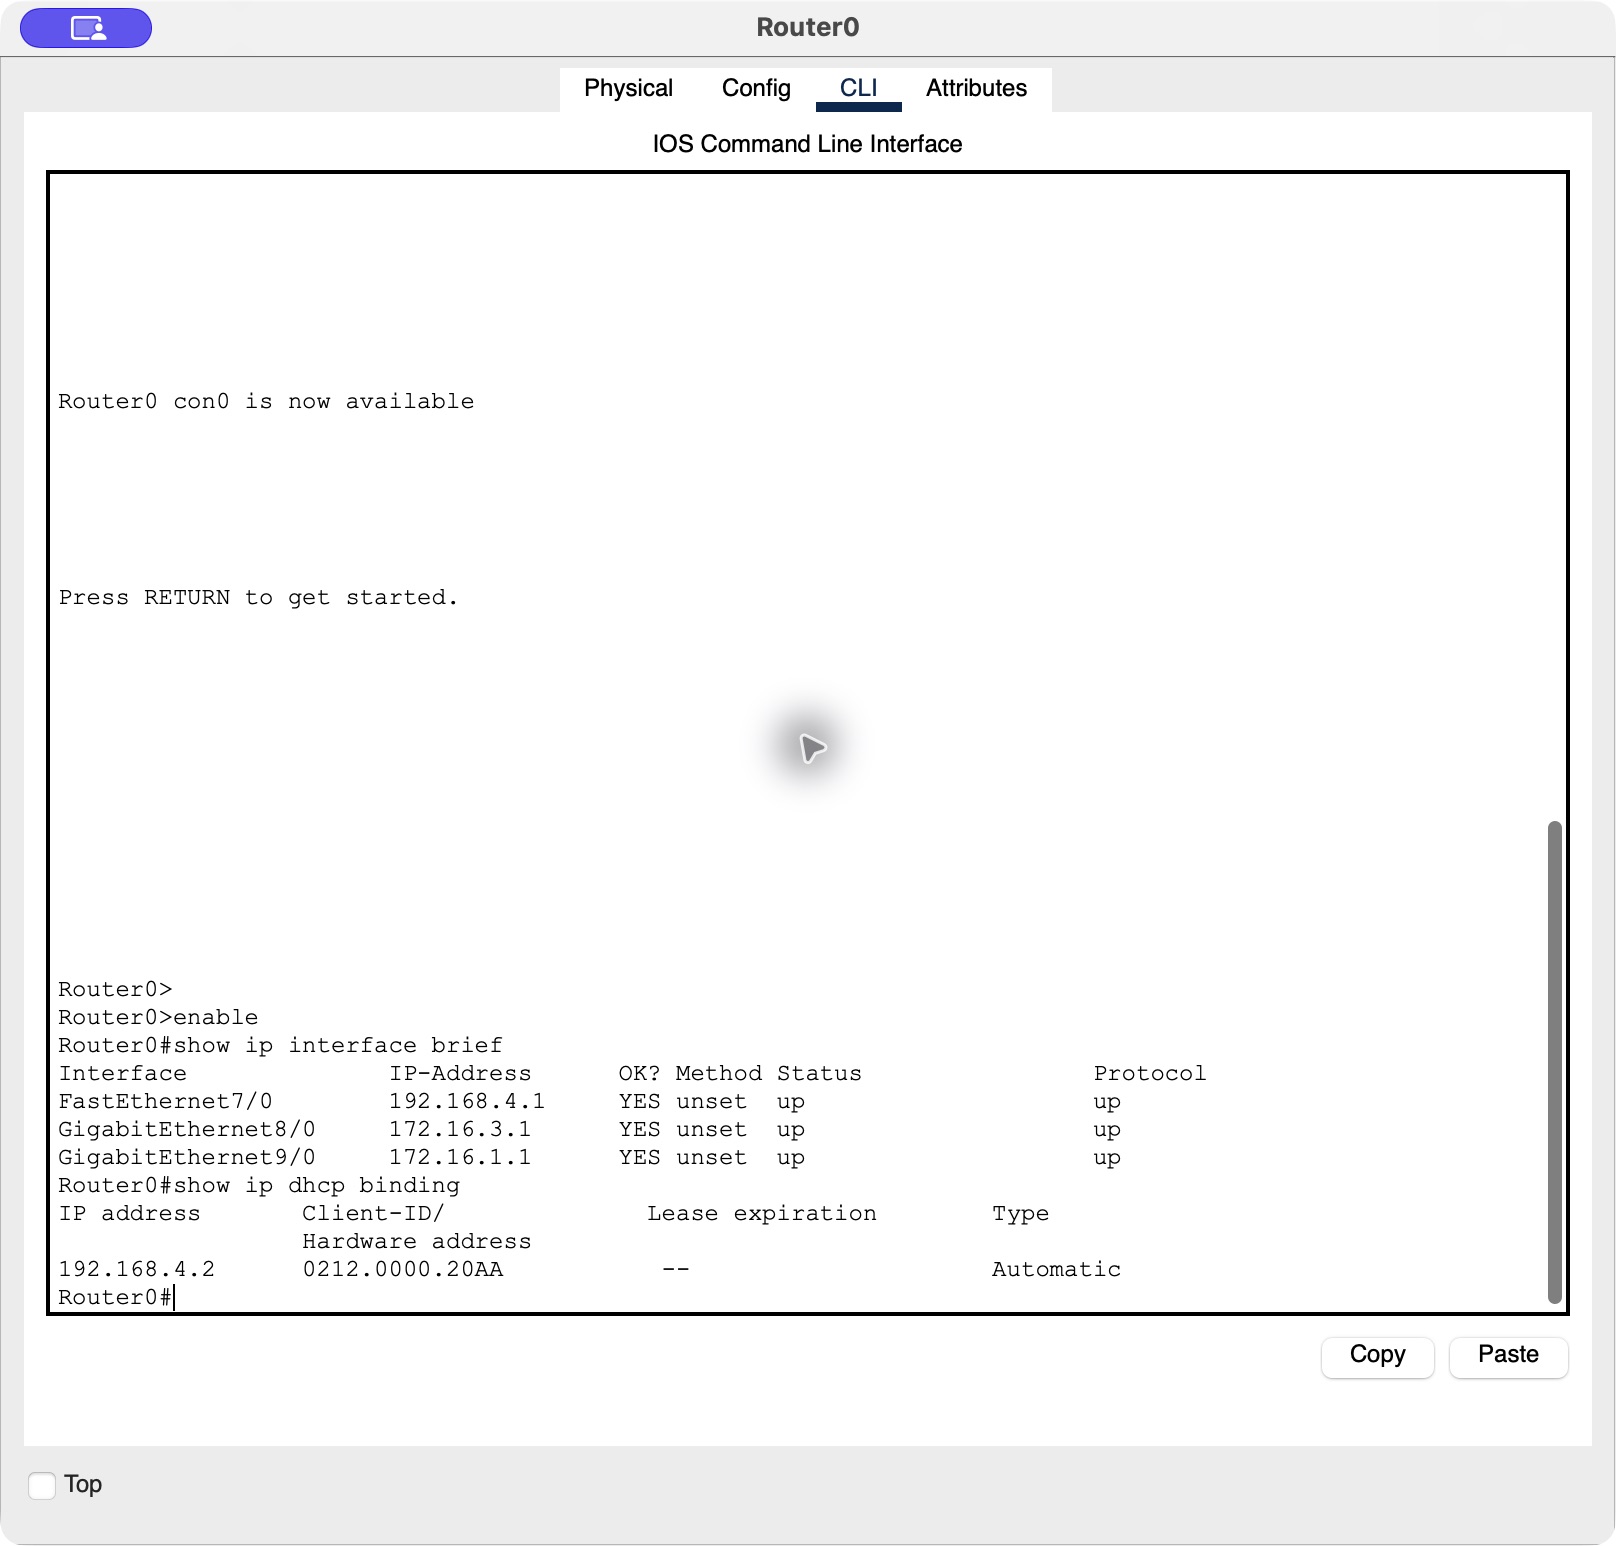 Router0
Physical Config CLI Attributes
IOS Command Line Interface
Router0 con0 is now available
Press RETURN to get started.
Router0>
Router0>enable
Router0#show ip interface brief
Interface IP-Address OK? Method Status Protocol
FastEthernet7/0 192.168.4.1 YES unset up up
GigabitEthernet8/0 172.16.3.1 YES unset up up
GigabitEthernet9/0 172.16.1.1 YES unset up up
Router0#show ip dhcp binding
IP address Client-ID/ Lease expiration Type
Hardware address
192.168.4.2 0212.0000.20AA -- Automatic
Router0#
Copy Paste
Top